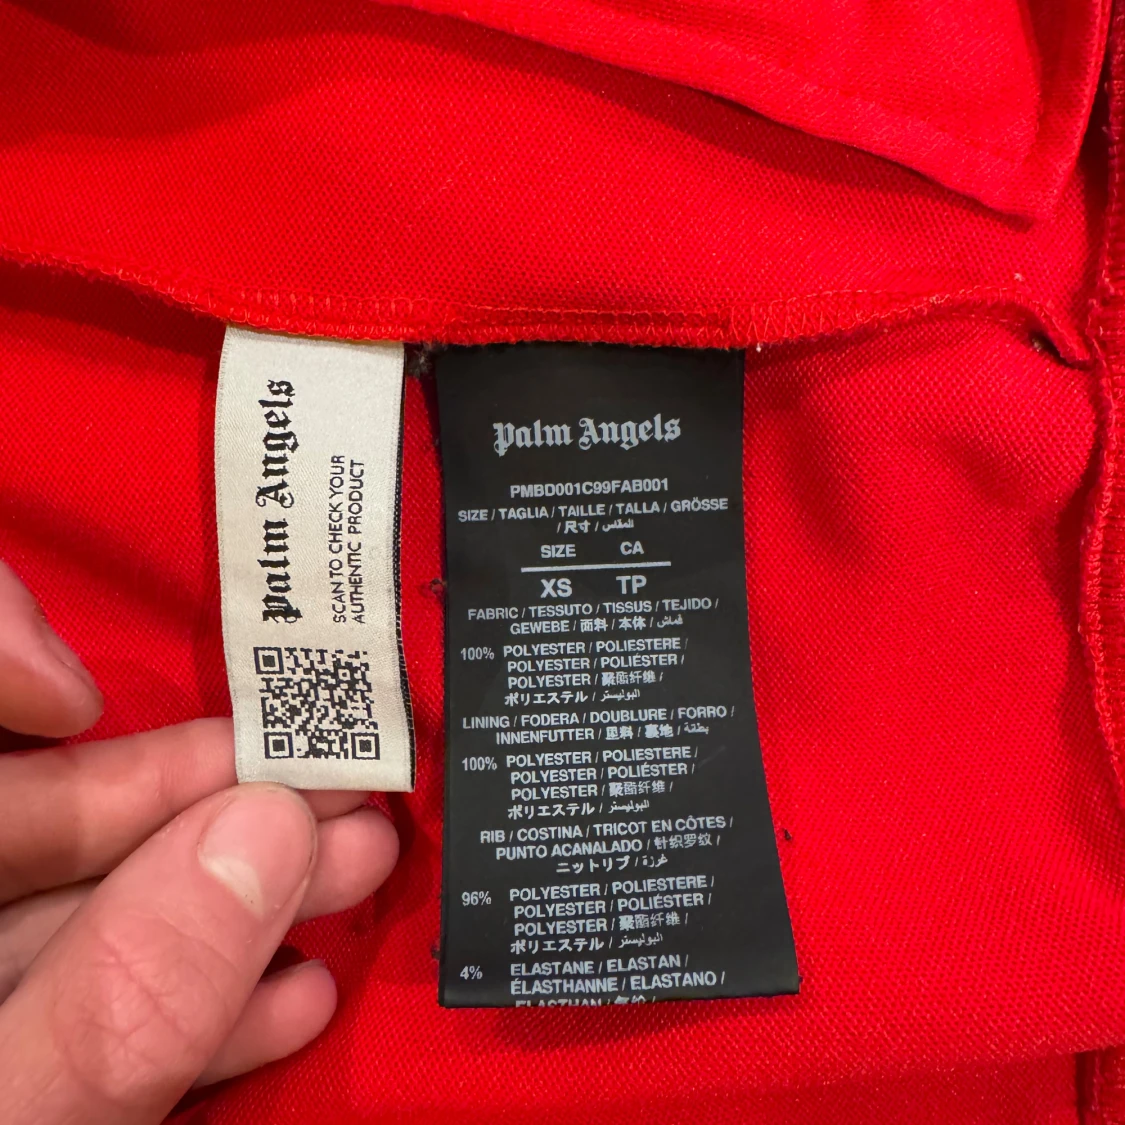 Palm Angels
SCAN TO CHECK YOUR
AUTHENTIC PRODUCT
Palm Angels
PMBD001C99FAB001
SIZE / TAGLIA / TAILLE / TALLA / GRÖSSE
/ 尺寸 / المقاس
SIZE CA
XS TP
FABRIC / TESSUTO / TISSUS / TEJIDO /
GEWEBE / 面料 / 本体 / قماش
100% POLYESTER / POLIESTERE /
POLYESTER / POLIÉSTER /
POLYESTER / 聚酯纤维 /
ポリエステル / البوليستر
LINING / FODERA / DOUBLURE / FORRO /
INNENFUTTER / 里料 / 裏地 / بطانة
100% POLYESTER / POLIESTERE /
POLYESTER / POLIÉSTER /
POLYESTER / 聚酯纤维 /
ポリエステル / البوليستر
RIB / COSTINA / TRICOT EN CÔTES /
PUNTO ACANALADO / 针织罗纹 /
ニットリブ / غرزة
96% POLYESTER / POLIESTERE /
POLYESTER / POLIÉSTER /
POLYESTER / 聚酯纤维 /
ポリエステル / البوليستر
4% ELASTANE / ELASTAN /
ÉLASTHANNE / ELASTANO /
ELASTHAN /